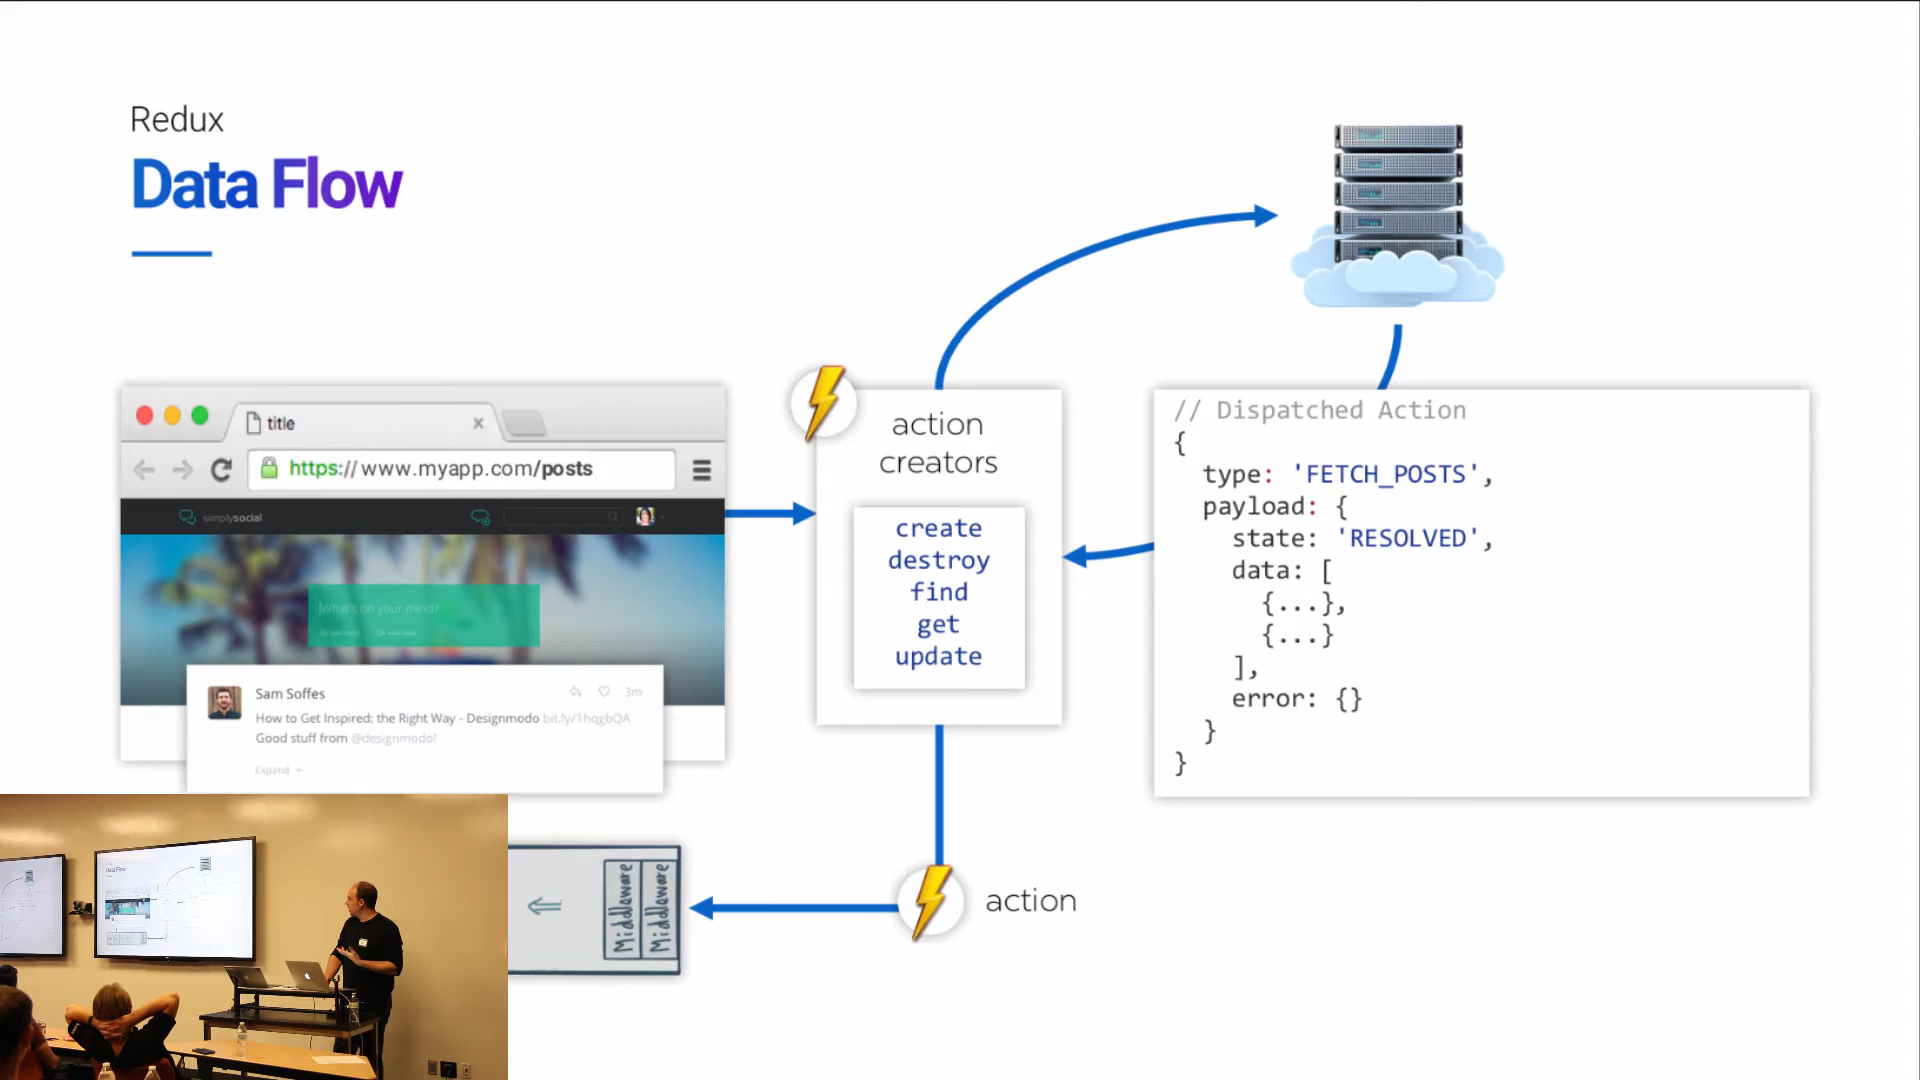 Redux
Data Flow
title
https:// www.myapp.com/posts
simplysocial
What's on your mind?
Sam Soffes
3m
How to Get Inspired: the Right Way - Designmodo bit.ly/1hqgbQA
Good stuff from @designmodo!
Expand
action
creators
create
destroy
find
get
update
// Dispatched Action
{
type: 'FETCH_POSTS',
payload: {
state: 'RESOLVED',
data: [
{...},
{...}
],
error: {}
}
}
Middleware
Middleware
action
Data Flow